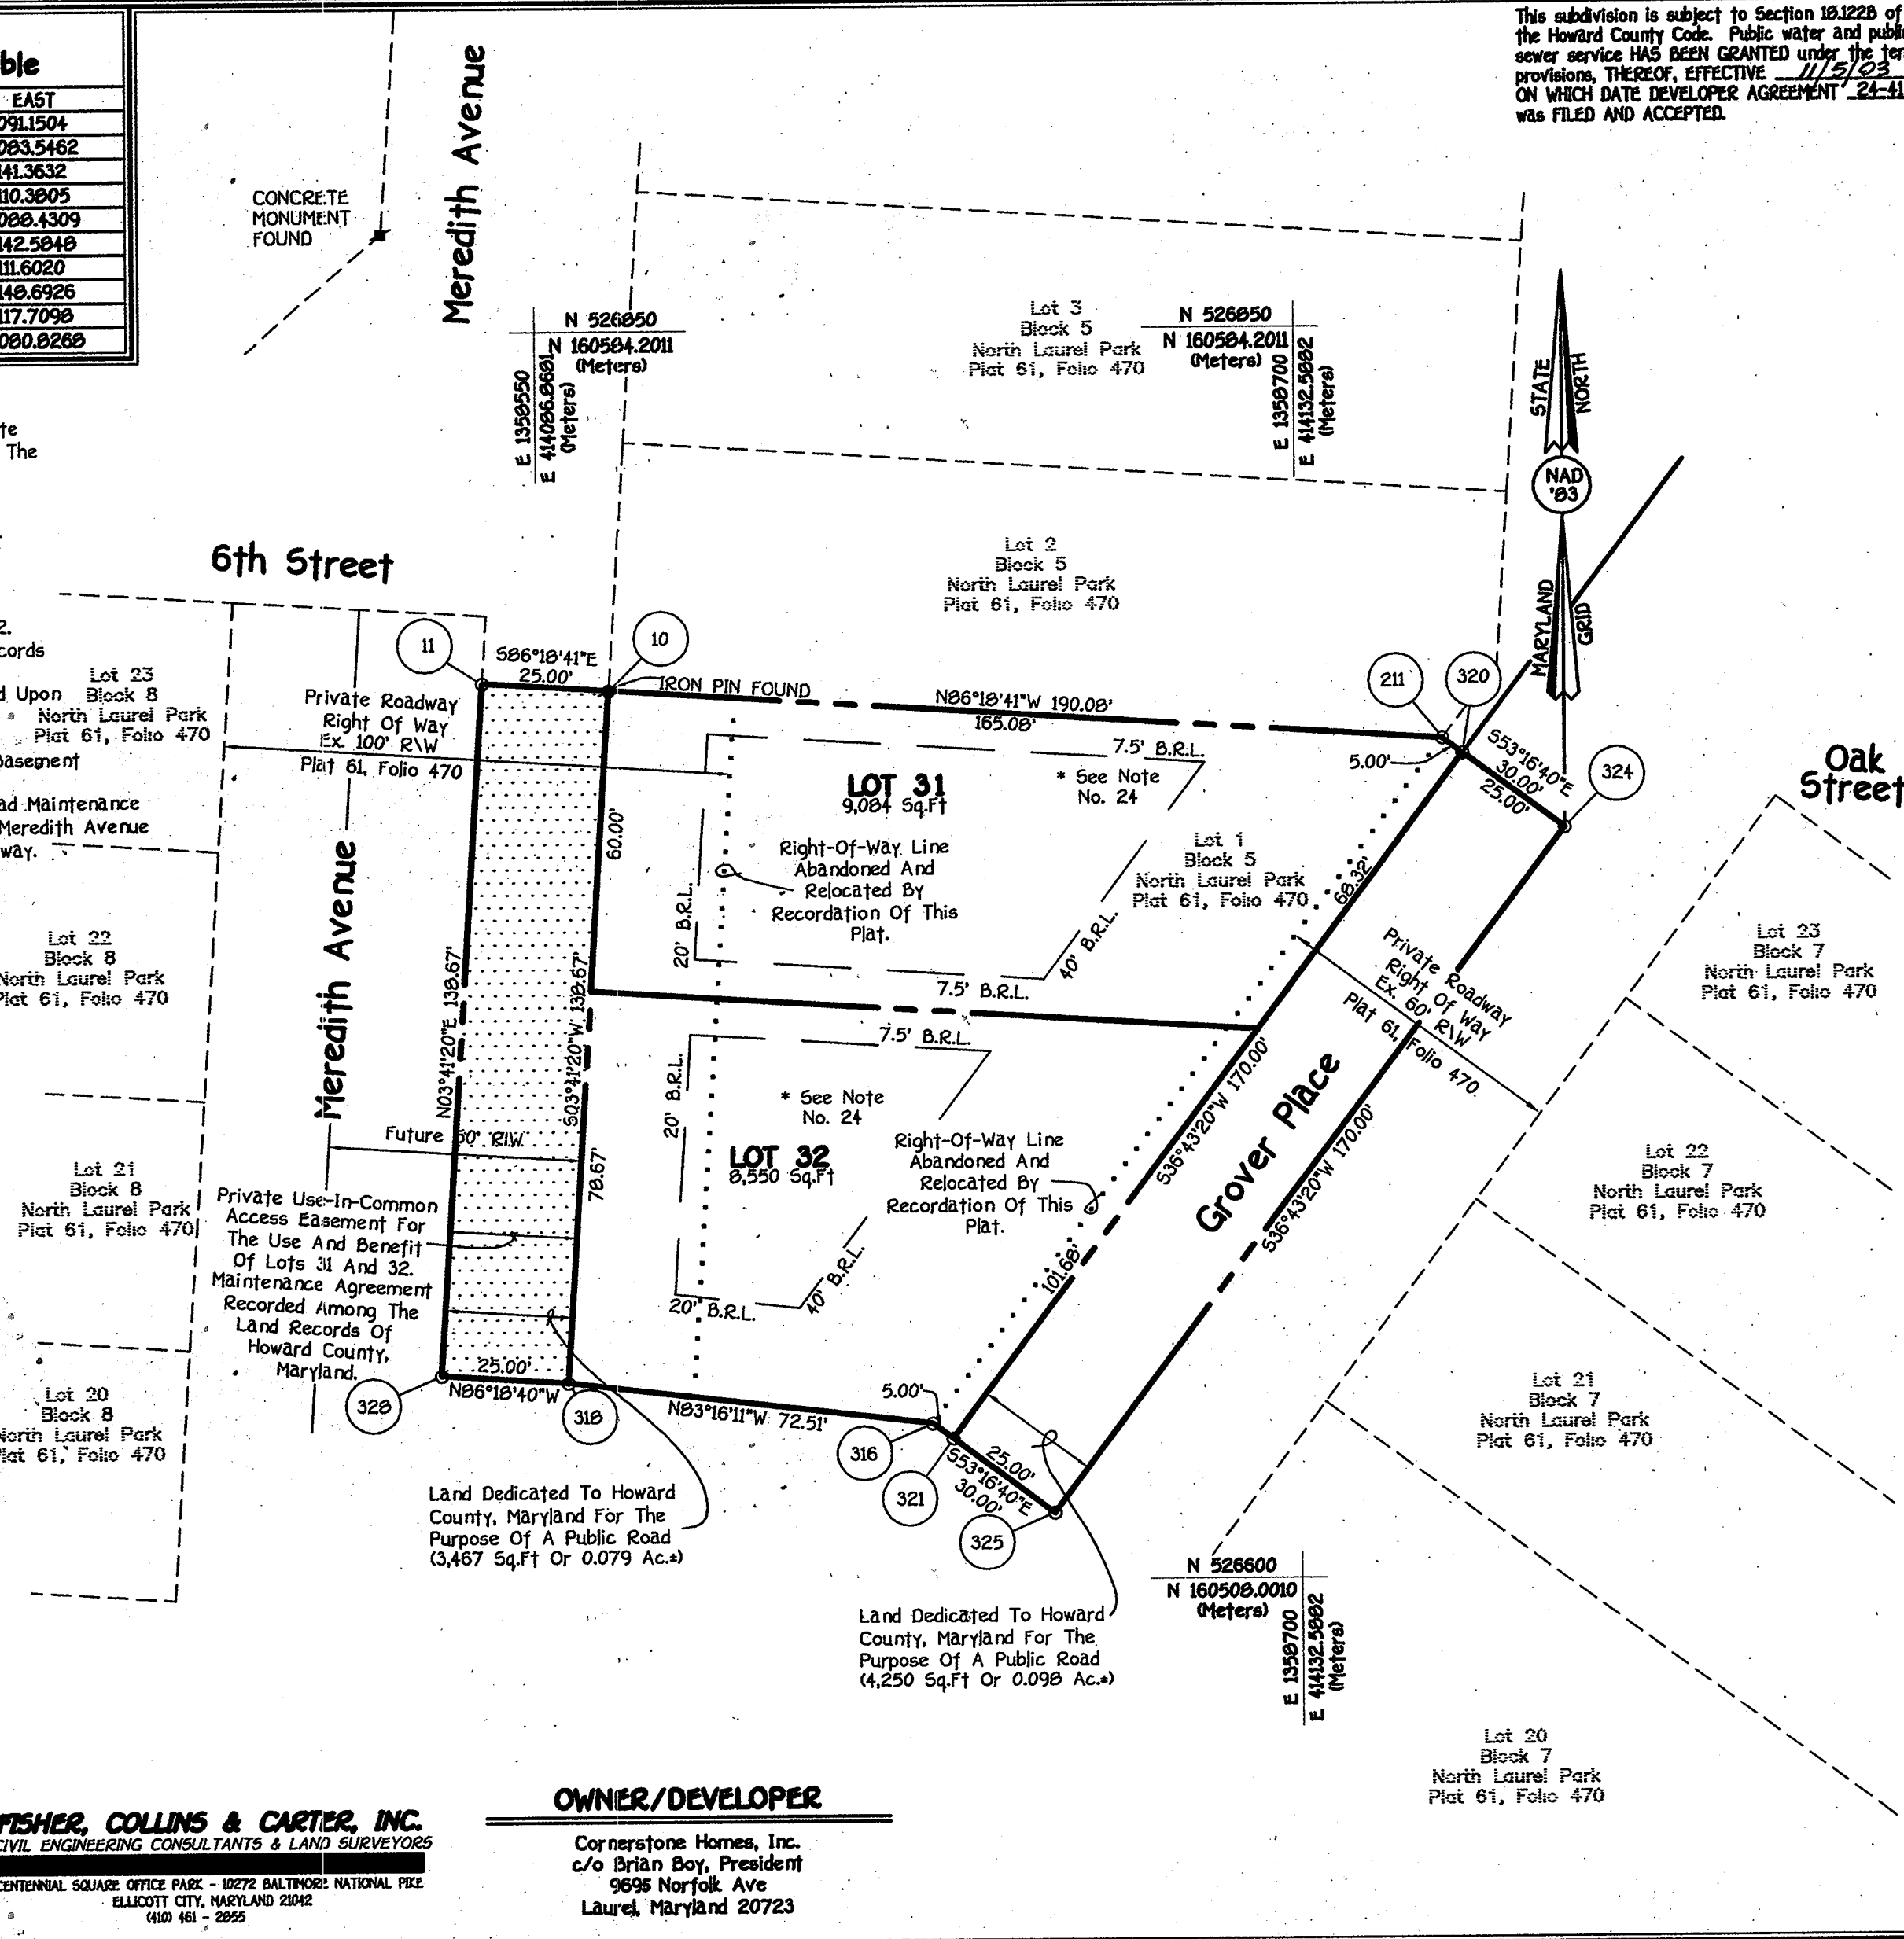 This subdivision is subject to Section 18.122B of
the Howard County Code. Public water and public
sewer service HAS BEEN GRANTED under the
provisions, THEREOF, EFFECTIVE 11/5/03
ON WHICH DATE DEVELOPER AGREEMENT 24-41
was FILED AND ACCEPTED.
EAST
091.1504
083.5462
141.3632
110.3805
088.4309
142.5848
111.6020
148.6926
117.7098
080.8268
The
Upon
Maintenance
Meredith Avenue
way.
Meredith Avenue
CONCRETE
MONUMENT
FOUND
N 526850
N 160584.2011
(Meters)
E 1358550
E 414086.8681
(Meters)
Lot 3
Block 5
North Laurel Park
Plat 61, Folio 470
N 526850
N 160584.2011
(Meters)
E 1358700
E 414132.5882
(Meters)
STATE
NORTH
NAD
'83
MARYLAND
GRID
6th Street
Lot 2
Block 5
North Laurel Park
Plat 61, Folio 470
11
S86°18'41"E
25.00'
10
IRON PIN FOUND
N86°18'41"W 190.08'
165.08'
211
320
5.00'
S53°16'40"E
30.00'
25.00'
324
Oak
Street
Lot 23
Block 8
North Laurel Park
Plat 61, Folio 470
Private Roadway
Right Of Way
Ex. 100' R\W
Plat 61, Folio 470
7.5' B.R.L.
LOT 31
9,084 Sq.Ft
* See Note
No. 24
60.00'
20' B.R.L.
Right-Of-Way Line
Abandoned And
Relocated By
Recordation Of This
Plat.
Lot 1
Block 5
North Laurel Park
Plat 61, Folio 470
68.32'
40' B.R.L.
7.5' B.R.L.
Meredith Avenue
Lot 22
Block 8
North Laurel Park
Plat 61, Folio 470
N03°41'20"E 138.67'
S03°41'20"W 138.67'
Private Roadway
Right Of Way
Ex. 60' R\W
Plat 61, Folio 470
Lot 23
Block 7
North Laurel Park
Plat 61, Folio 470
7.5' B.R.L.
20' B.R.L.
* See Note
No. 24
LOT 32
8,550 Sq.Ft
Right-Of-Way Line
Abandoned And
Relocated By
Recordation Of This
Plat.
S36°43'20"W 170.00'
Grover Place
S36°43'20"W 170.00'
Future 50' R\W
78.67'
Lot 21
Block 8
North Laurel Park
Plat 61, Folio 470
Lot 22
Block 7
North Laurel Park
Plat 61, Folio 470
Private Use-In-Common
Access Easement For
The Use And Benefit
Of Lots 31 And 32.
Maintenance Agreement
Recorded Among The
Land Records Of
Howard County,
Maryland.
20' B.R.L.
40' B.R.L.
101.68'
Lot 20
Block 8
North Laurel Park
Plat 61, Folio 470
25.00'
N86°18'40"W
328
318
N83°16'11"W 72.51'
5.00'
316
321
25.00'
S53°16'40"E
30.00'
325
Lot 21
Block 7
North Laurel Park
Plat 61, Folio 470
Land Dedicated To Howard
County, Maryland For The
Purpose Of A Public Road
(3,467 Sq.Ft Or 0.079 Ac.±)
Land Dedicated To Howard
County, Maryland For The
Purpose Of A Public Road
(4,250 Sq.Ft Or 0.098 Ac.±)
N 526600
N 160508.0010
(Meters)
E 1358700
E 414132.5882
(Meters)
Lot 20
Block 7
North Laurel Park
Plat 61, Folio 470
FISHER, COLLINS & CARTER, INC.
CIVIL ENGINEERING CONSULTANTS & LAND SURVEYORS
CENTENNIAL SQUARE OFFICE PARK - 10272 BALTIMORE NATIONAL PIKE
ELLICOTT CITY, MARYLAND 21042
(410) 461 - 2855
OWNER/DEVELOPER
Cornerstone Homes, Inc.
c/o Brian Boy, President
9695 Norfolk Ave
Laurel, Maryland 20723